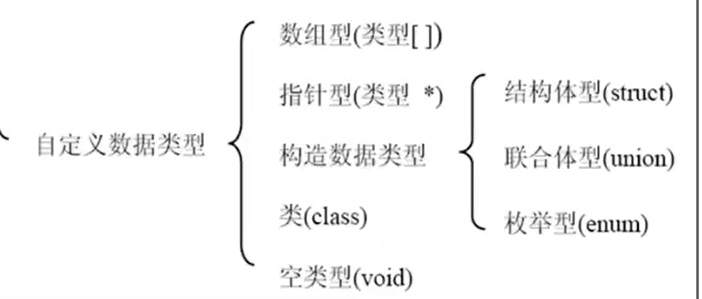 数组型(类型[ ])
指针型(类型 *)
结构体型(struct)
自定义数据类型
构造数据类型
联合体型(union)
类(class)
枚举型(enum)
空类型(void)